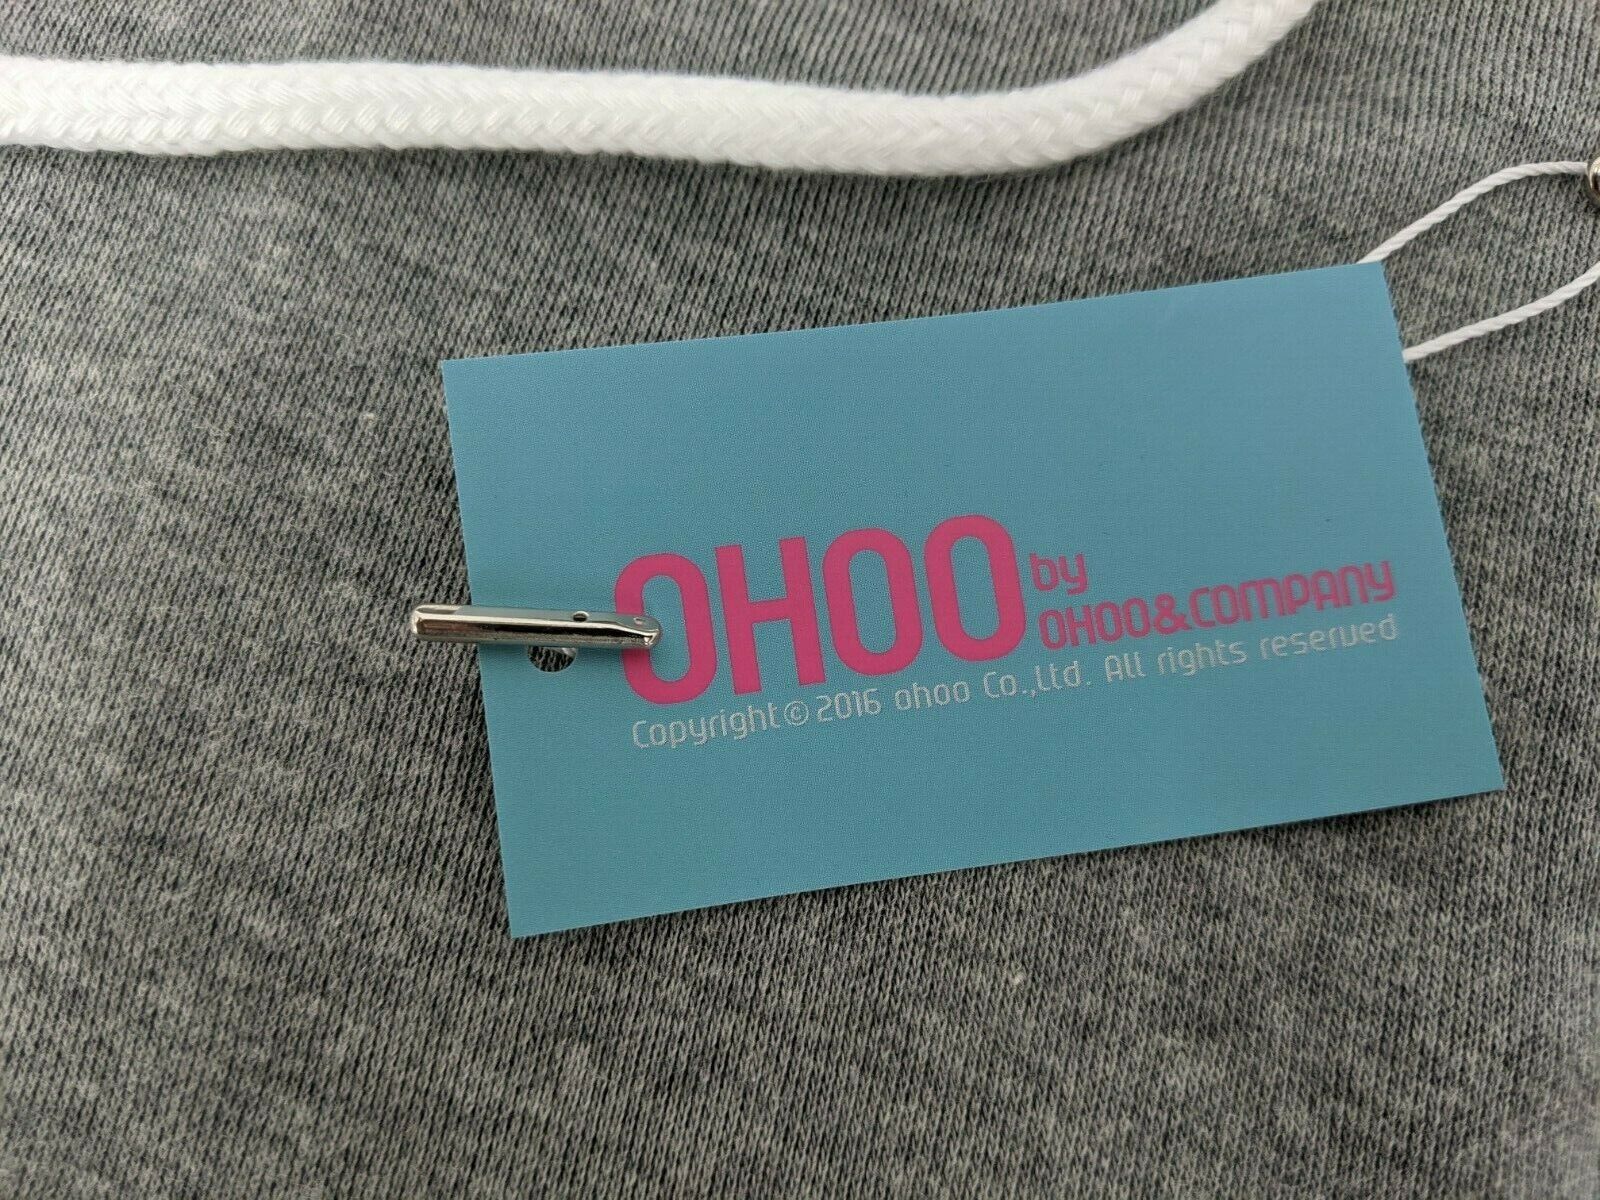 OHOO by
OHOO&COMPANY
Copyright© 2016 ohoo Co.,Ltd. All rights reserved